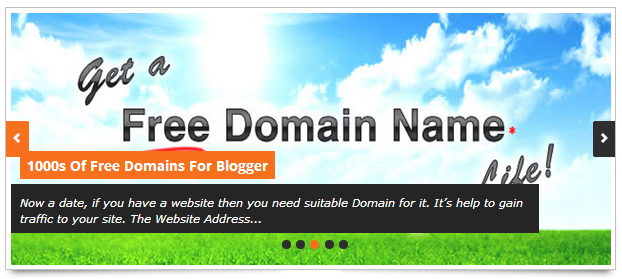 Get a
Free Domain Name*
Life!
1000s Of Free Domains For Blogger
Now a date, if you have a website then you need suitable Domain for it. It's help to gain
traffic to your site. The Website Address...